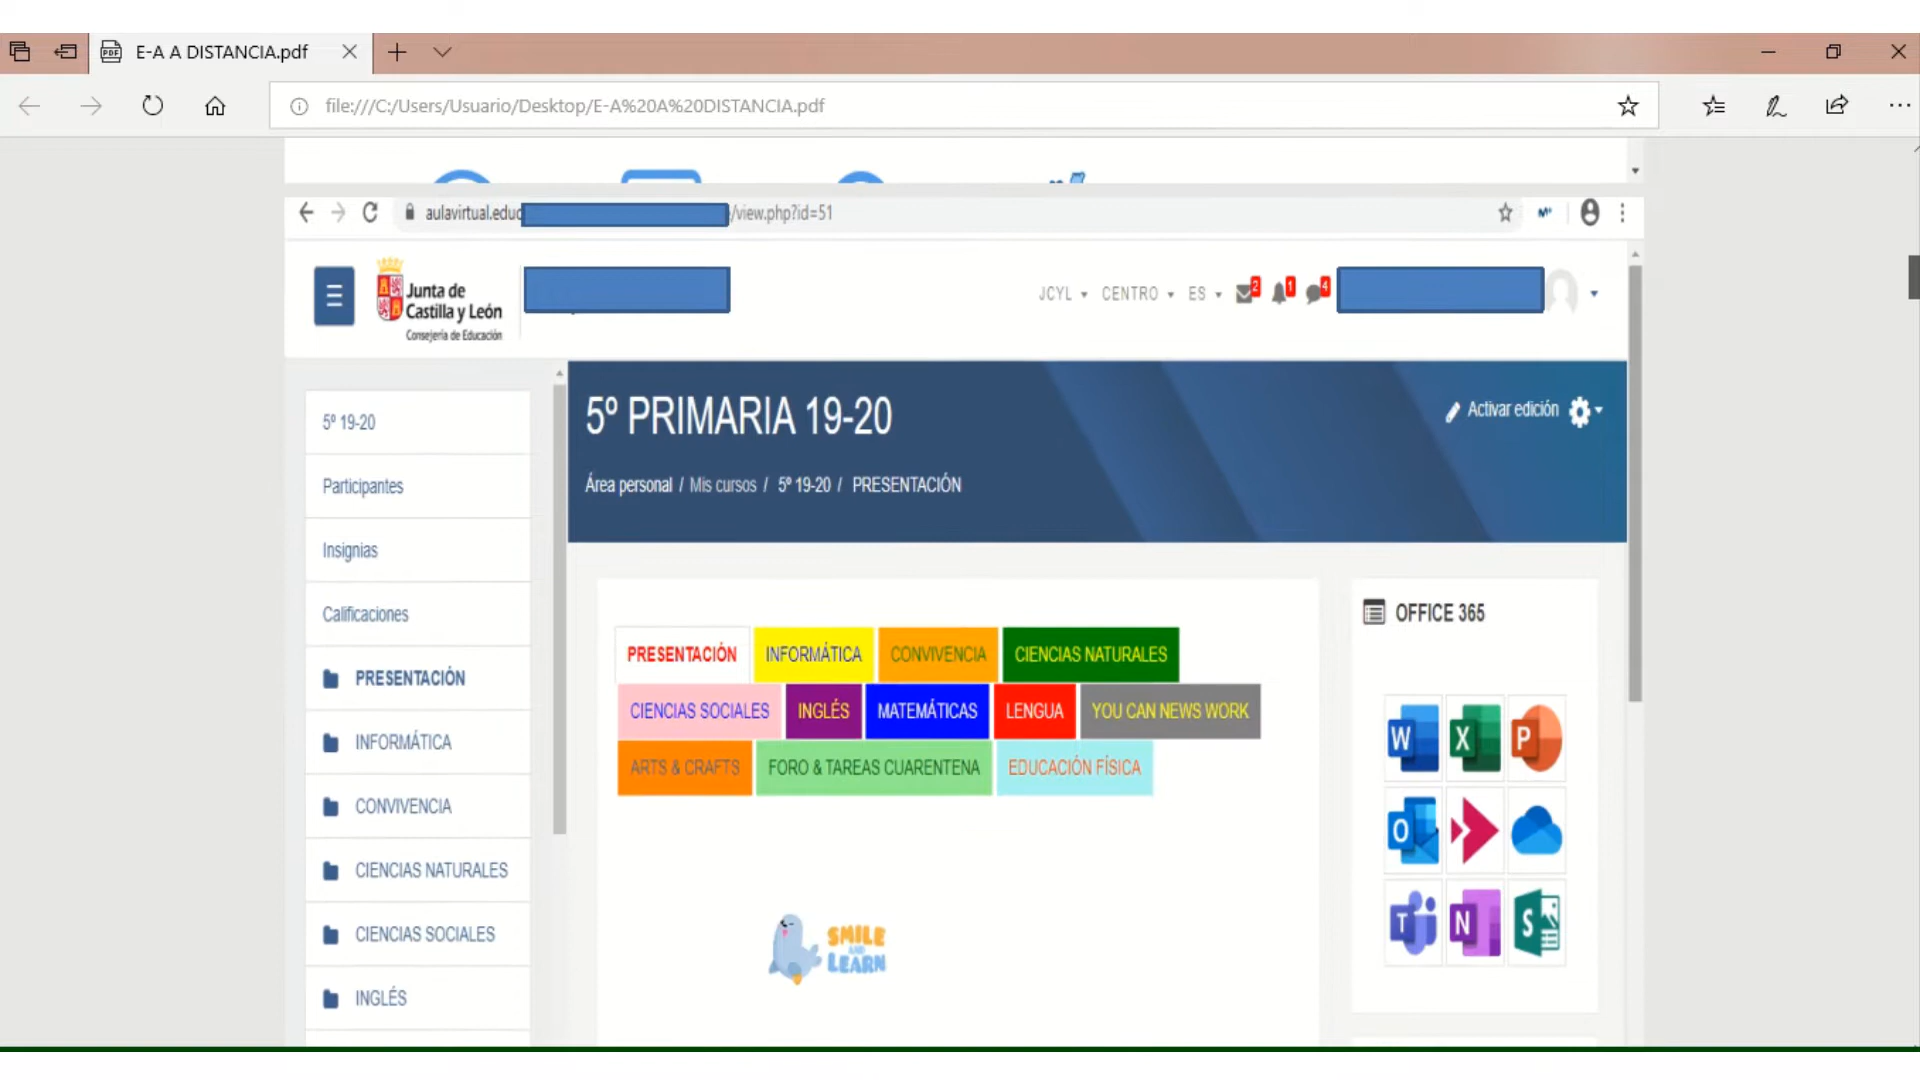 E-A A DISTANCIA.pdf
file:///C:/Users/Usuario/Desktop/E-A%20A%20DISTANCIA.pdf
aulavirtual.educ /view.php?id=51
Junta de
Castilla y León
Consejería de Educación
JCYL CENTRO ES 2 1 4
5º PRIMARIA 19-20
Activar edición
Área personal / Mis cursos / 5º 19-20 / PRESENTACIÓN
5º 19-20
Participantes
Insignias
Calificaciones
PRESENTACIÓN
INFORMÁTICA
CONVIVENCIA
CIENCIAS NATURALES
CIENCIAS SOCIALES
INGLÉS
PRESENTACIÓN INFORMÁTICA CONVIVENCIA CIENCIAS NATURALES
CIENCIAS SOCIALES INGLÉS MATEMÁTICAS LENGUA YOU CAN NEWS WORK
ARTS & CRAFTS FORO & TAREAS CUARENTENA EDUCACIÓN FÍSICA
SMILE
AND
LEARN
OFFICE 365
W X P
O
T N S